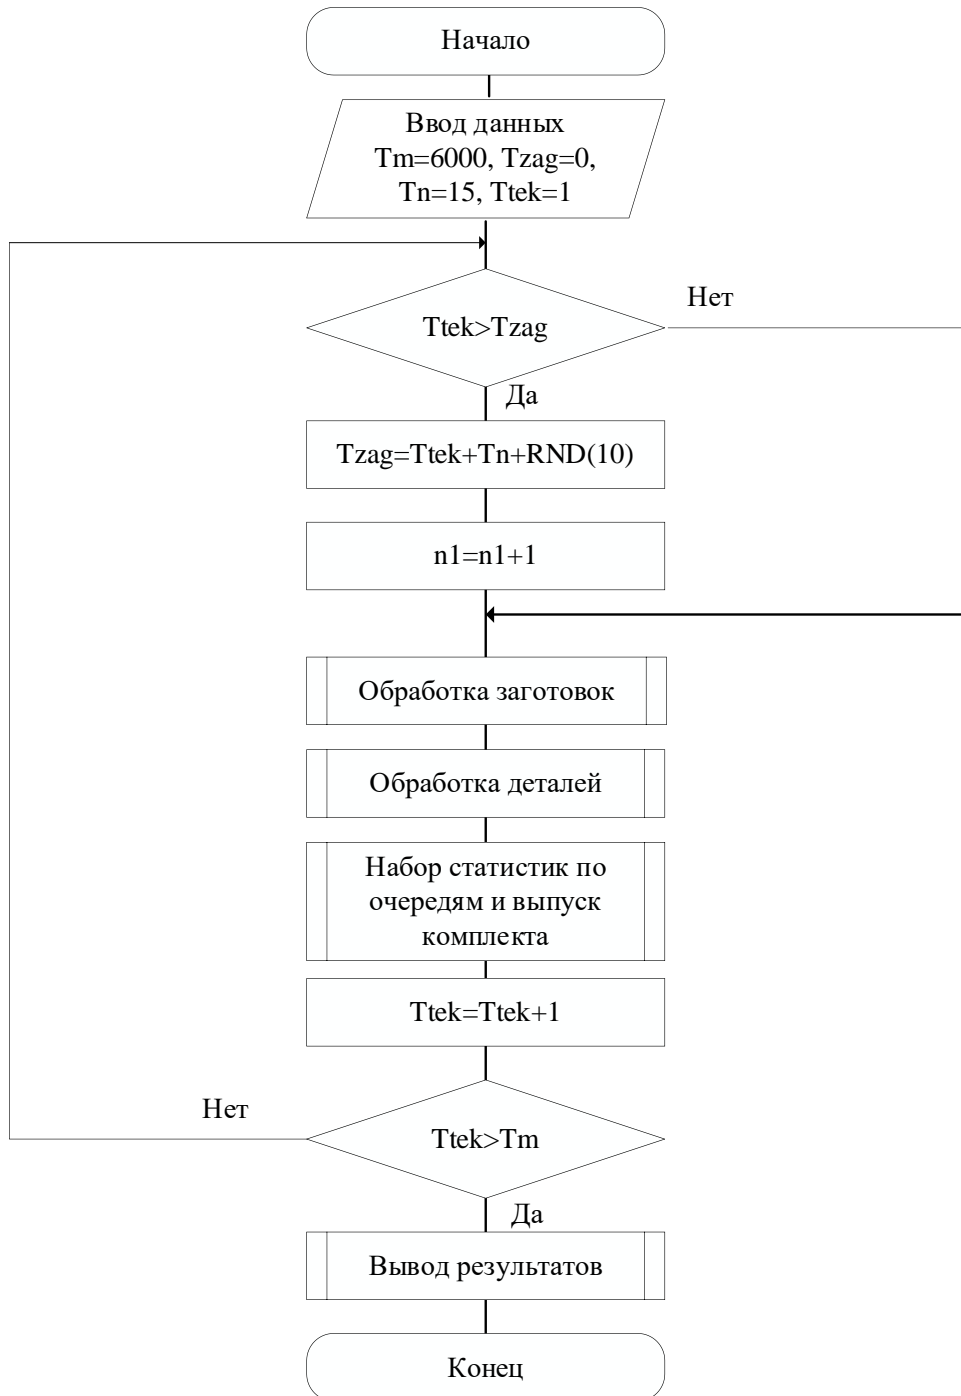 Начало
Ввод данных
Tm=6000, Tzag=0,
Tn=15, Ttek=1
Ttek>Tzag
Нет
Да
Tzag=Ttek+Tn+RND(10)
n1=n1+1
Обработка заготовок
Обработка деталей
Набор статистик по
очередям и выпуск
комплекта
Ttek=Ttek+1
Нет
Ttek>Tm
Да
Вывод результатов
Конец